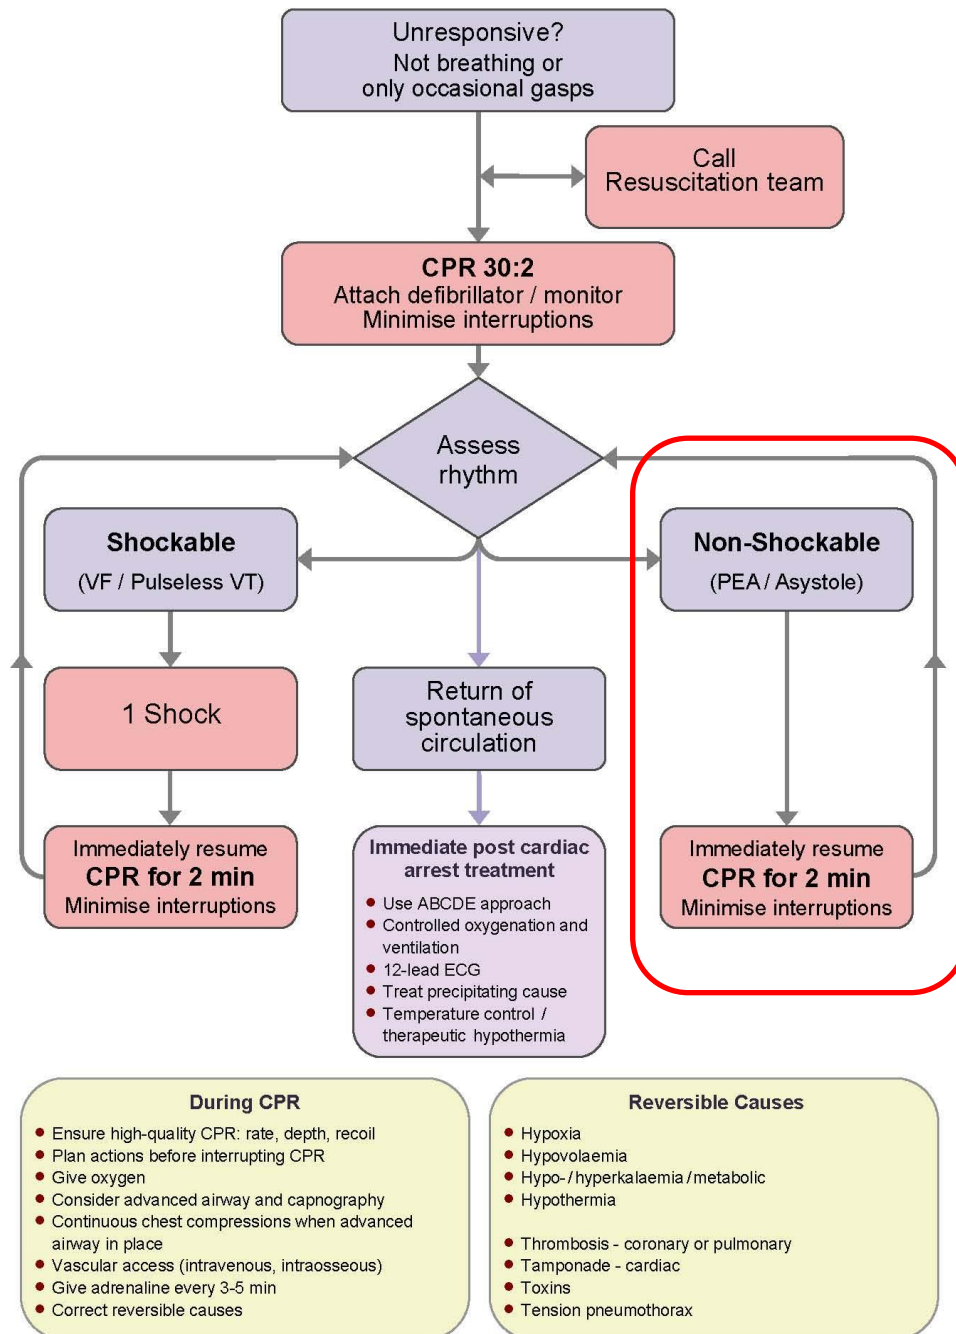 Unresponsive?
Not breathing or
only occasional gasps
Call
Resuscitation team
CPR 30:2
Attach defibrillator / monitor
Minimise interruptions
Assess
rhythm
Shockable
(VF / Pulseless VT)
Non-Shockable
(PEA / Asystole)
1 Shock
Return of
spontaneous
circulation
Immediately resume
CPR for 2 min
Minimise interruptions
Immediate post cardiac
arrest treatment
● Use ABCDE approach
● Controlled oxygenation and
ventilation
● 12-lead ECG
● Treat precipitating cause
● Temperature control /
therapeutic hypothermia
Immediately resume
CPR for 2 min
Minimise interruptions
During CPR
● Ensure high-quality CPR: rate, depth, recoil
● Plan actions before interrupting CPR
● Give oxygen
● Consider advanced airway and capnography
● Continuous chest compressions when advanced
airway in place
● Vascular access (intravenous, intraosseous)
● Give adrenaline every 3-5 min
● Correct reversible causes
Reversible Causes
● Hypoxia
● Hypovolaemia
● Hypo-/hyperkalaemia/metabolic
● Hypothermia
● Thrombosis - coronary or pulmonary
● Tamponade - cardiac
● Toxins
● Tension pneumothorax